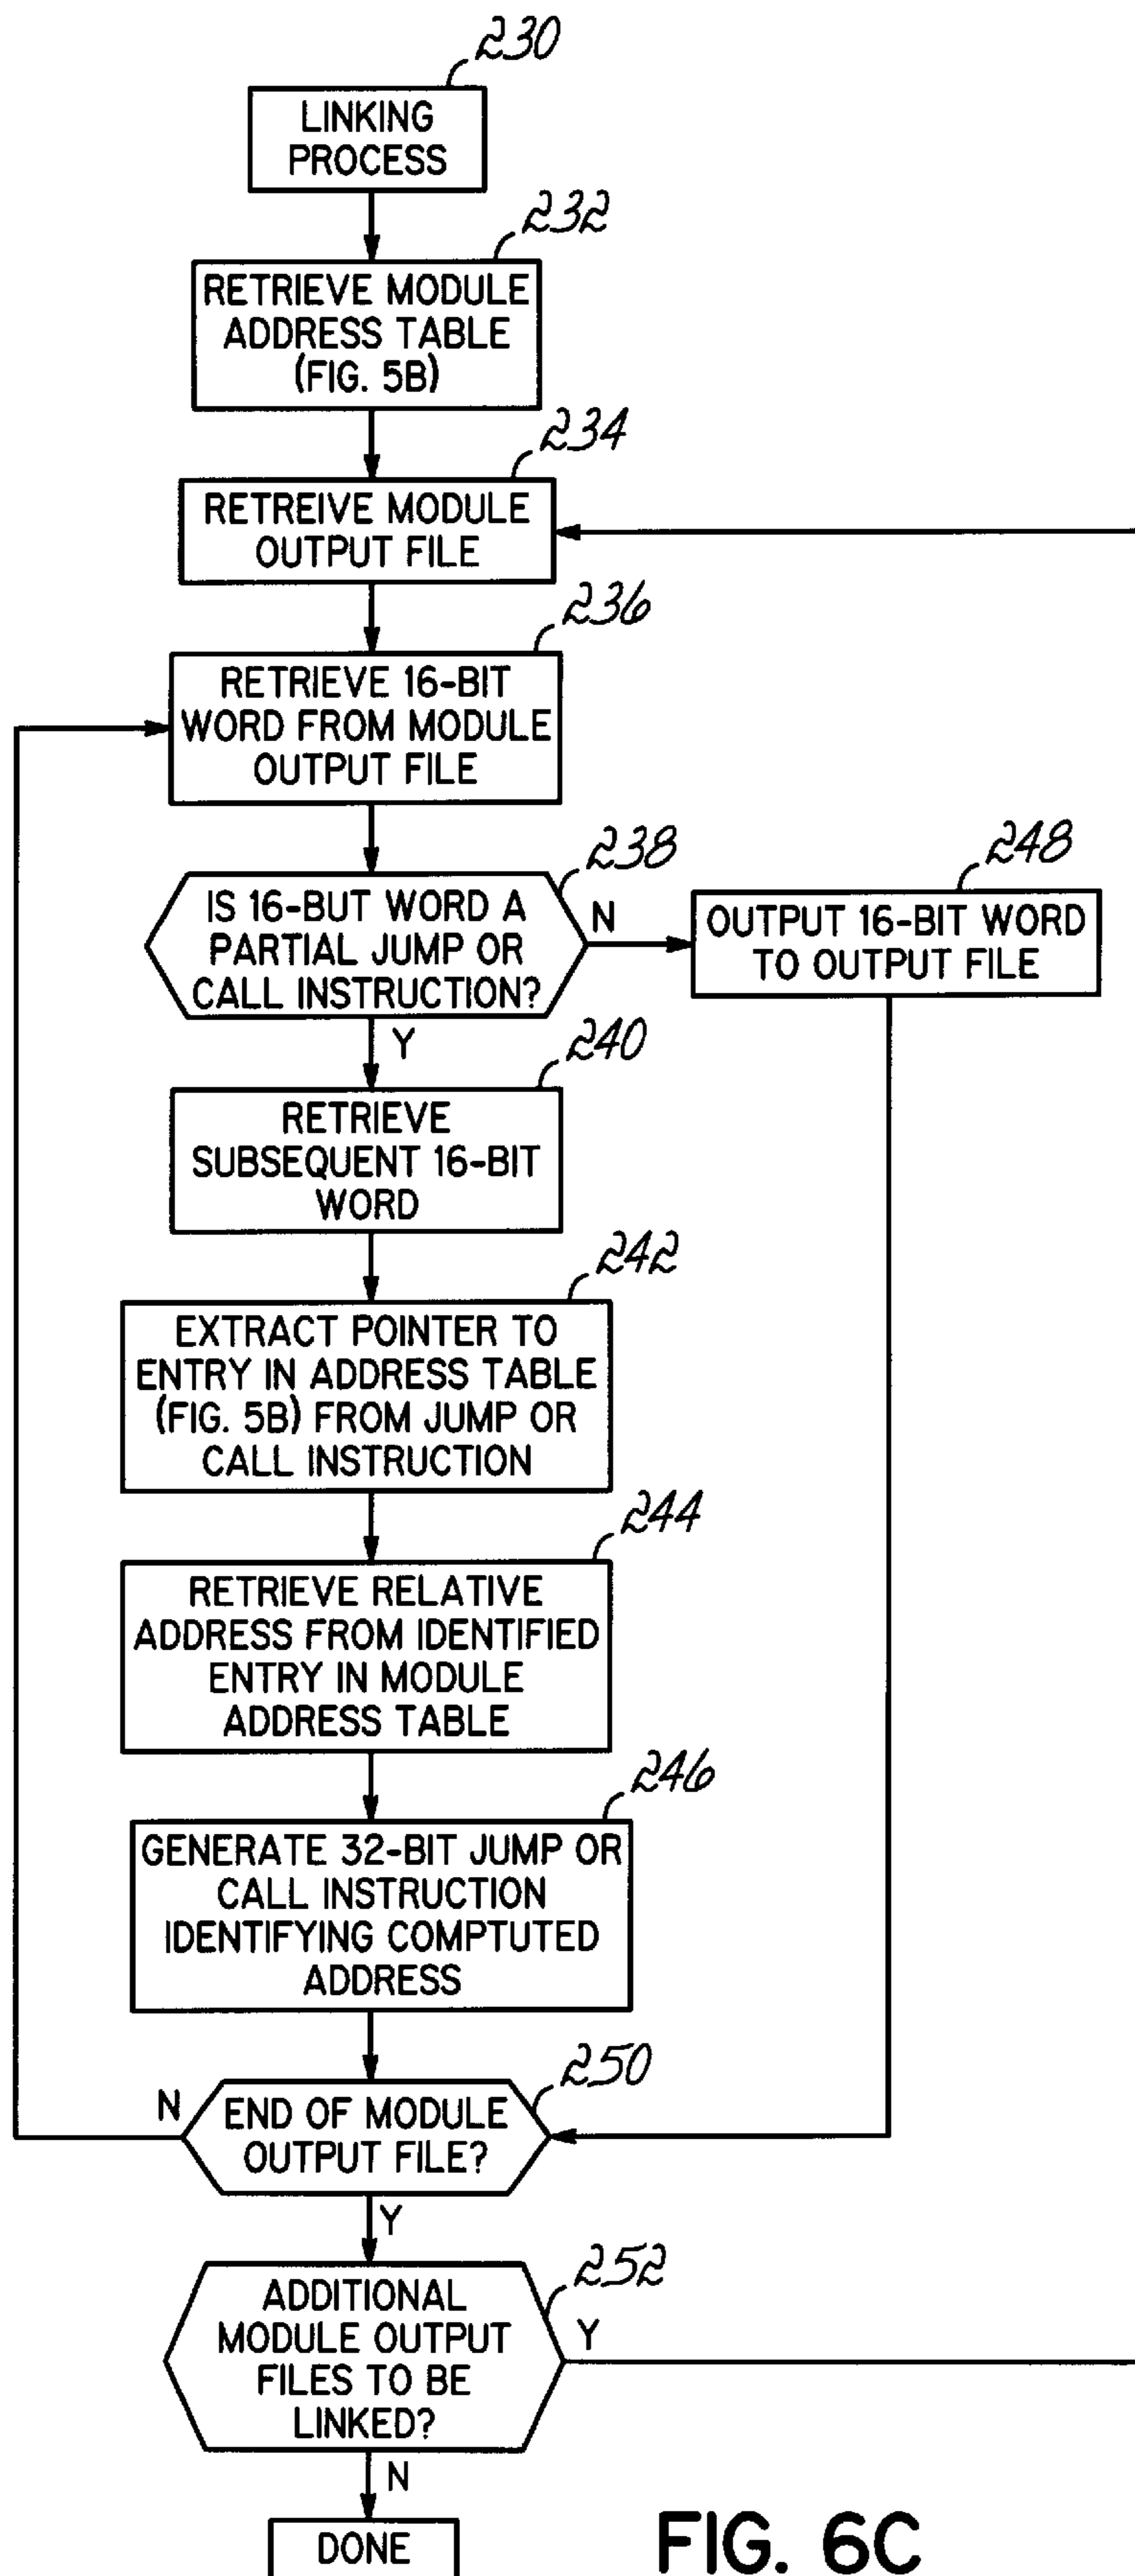 230
LINKING
PROCESS
232
RETRIEVE MODULE
ADDRESS TABLE
(FIG. 5B)
234
RETREIVE MODULE
OUTPUT FILE
236
RETRIEVE 16-BIT
WORD FROM MODULE
OUTPUT FILE
238
IS 16-BUT WORD A
PARTIAL JUMP OR
CALL INSTRUCTION?
N
248
OUTPUT 16-BIT WORD
TO OUTPUT FILE
Y
240
RETRIEVE
SUBSEQUENT 16-BIT
WORD
242
EXTRACT POINTER TO
ENTRY IN ADDRESS TABLE
(FIG. 5B) FROM JUMP OR
CALL INSTRUCTION
244
RETRIEVE RELATIVE
ADDRESS FROM IDENTIFIED
ENTRY IN MODULE
ADDRESS TABLE
246
GENERATE 32-BIT JUMP OR
CALL INSTRUCTION
IDENTIFYING COMPTUTED
ADDRESS
250
N
END OF MODULE
OUTPUT FILE?
Y
252
ADDITIONAL
MODULE OUTPUT
FILES TO BE
LINKED?
Y
N
DONE
FIG. 6C